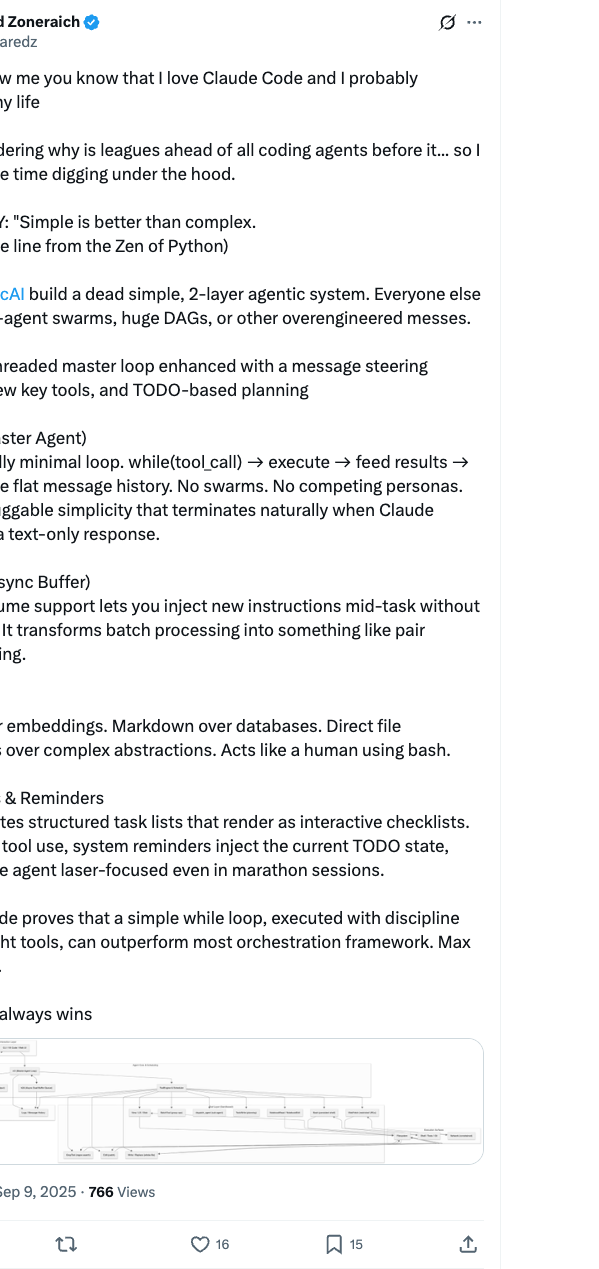 d Zoneraich
aredz
w me you know that I love Claude Code and I probably
ny life
dering why is leagues ahead of all coding agents before it... so I
e time digging under the hood.
Y: "Simple is better than complex.
e line from the Zen of Python)
cAI build a dead simple, 2-layer agentic system. Everyone else
-agent swarms, huge DAGs, or other overengineered messes.
hreaded master loop enhanced with a message steering
ew key tools, and TODO-based planning
ster Agent)
lly minimal loop. while(tool_call) → execute → feed results →
e flat message history. No swarms. No competing personas.
uggable simplicity that terminates naturally when Claude
a text-only response.
sync Buffer)
ume support lets you inject new instructions mid-task without
It transforms batch processing into something like pair
ing.
r embeddings. Markdown over databases. Direct file
s over complex abstractions. Acts like a human using bash.
& Reminders
tes structured task lists that render as interactive checklists.
tool use, system reminders inject the current TODO state,
e agent laser-focused even in marathon sessions.
de proves that a simple while loop, executed with discipline
ht tools, can outperform most orchestration framework. Max
.
always wins
Sep 9, 2025 · 766 Views
16
15